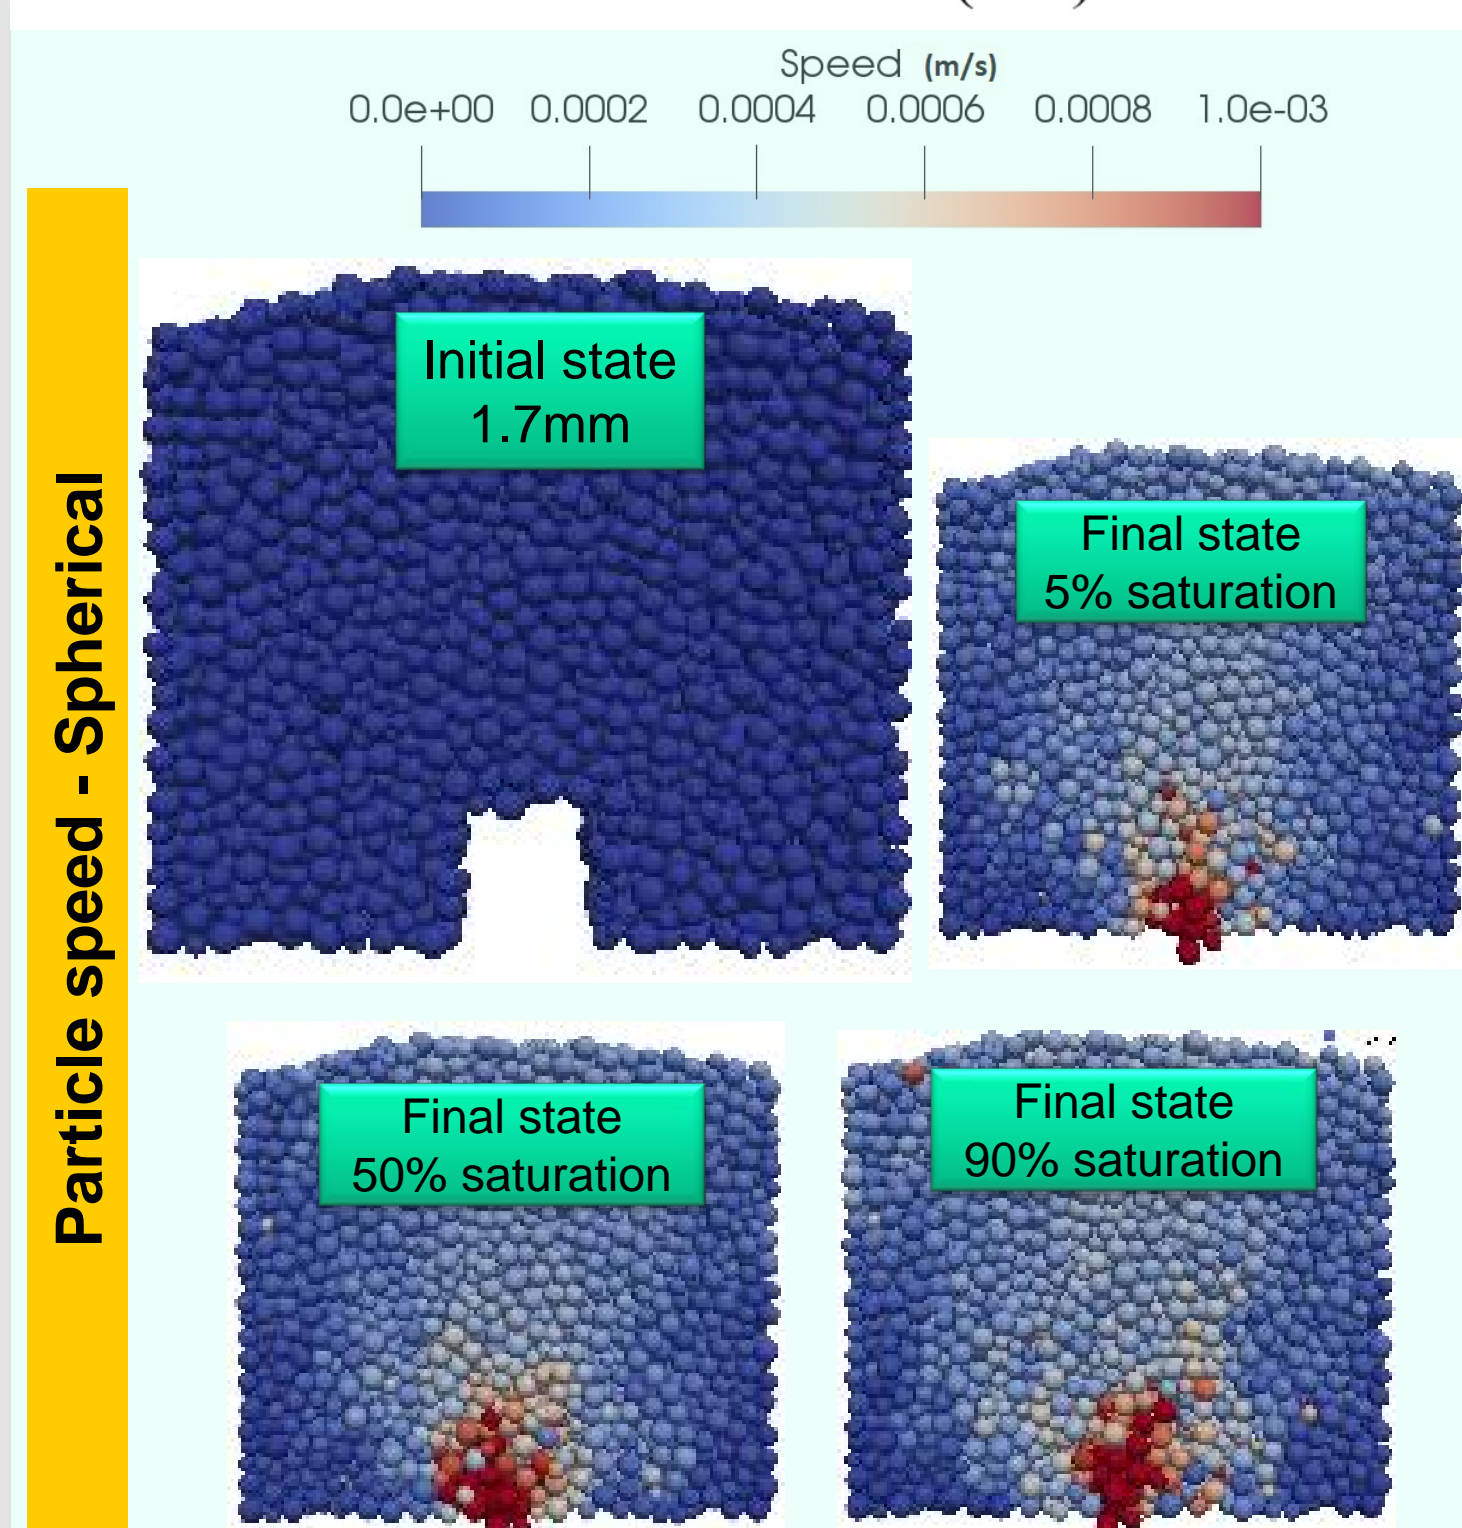 Speed (m/s)
0.0e+00 0.0002 0.0004 0.0006 0.0008 1.0e-03
Particle speed - Spherical
Initial state
1.7mm
Final state
5% saturation
Final state
50% saturation
Final state
90% saturation